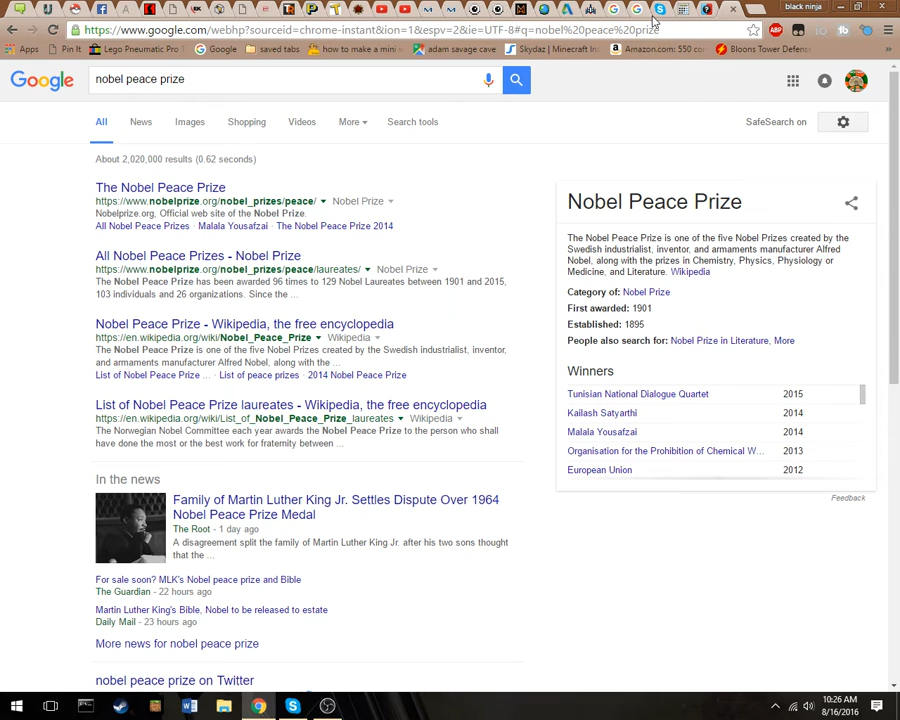 black ninja
https://www.google.com/webhp?sourceid=chrome-instant&ion=1&espv=2&ie=UTF-8#q=nobel%20peace%20prize
Apps Pin It Lego Pneumatic Pro Google saved tabs how to make a mini adam savage cave Skydaz | Minecraft Amazon.com: 550 cor Bloons Tower Defens
Google nobel peace prize
All News Images Shopping Videos More Search tools SafeSearch on
About 2,020,000 results (0.62 seconds)
The Nobel Peace Prize
https://www.nobelprize.org/nobel_prizes/peace/ Nobel Prize
Nobelprize.org, Official web site of the Nobel Prize.
All Nobel Peace Prizes · Malala Yousafzai · The Nobel Peace Prize 2014
All Nobel Peace Prizes - Nobel Prize
https://www.nobelprize.org/nobel_prizes/peace/laureates/ Nobel Prize
The Nobel Peace Prize has been awarded 96 times to 129 Nobel Laureates between 1901 and 2015,
103 individuals and 26 organizations. Since the ...
Nobel Peace Prize - Wikipedia, the free encyclopedia
https://en.wikipedia.org/wiki/Nobel_Peace_Prize Wikipedia
The Nobel Peace Prize is one of the five Nobel Prizes created by the Swedish industrialist, inventor,
and armaments manufacturer Alfred Nobel, along with the ...
List of Nobel Peace Prize ... · List of peace prizes · 2014 Nobel Peace Prize
List of Nobel Peace Prize laureates - Wikipedia, the free encyclopedia
https://en.wikipedia.org/wiki/List_of_Nobel_Peace_Prize_laureates Wikipedia
The Norwegian Nobel Committee each year awards the Nobel Peace Prize to the person who shall
have done the most or the best work for fraternity between ...
In the news
Family of Martin Luther King Jr. Settles Dispute Over 1964
Nobel Peace Prize Medal
The Root - 1 day ago
A disagreement split the family of Martin Luther King Jr. after his two sons thought
that the ...
For sale soon? MLK's Nobel peace prize and Bible
The Guardian - 22 hours ago
Martin Luther King's Bible, Nobel to be released to estate
Daily Mail - 23 hours ago
More news for nobel peace prize
nobel peace prize on Twitter
Nobel Peace Prize
The Nobel Peace Prize is one of the five Nobel Prizes created by the
Swedish industrialist, inventor, and armaments manufacturer Alfred
Nobel, along with the prizes in Chemistry, Physics, Physiology or
Medicine, and Literature. Wikipedia
Category of: Nobel Prize
First awarded: 1901
Established: 1895
People also search for: Nobel Prize in Literature, More
Winners
Tunisian National Dialogue Quartet 2015
Kailash Satyarthi 2014
Malala Yousafzai 2014
Organisation for the Prohibition of Chemical W... 2013
European Union 2012
Feedback
10:26 AM
8/16/2016